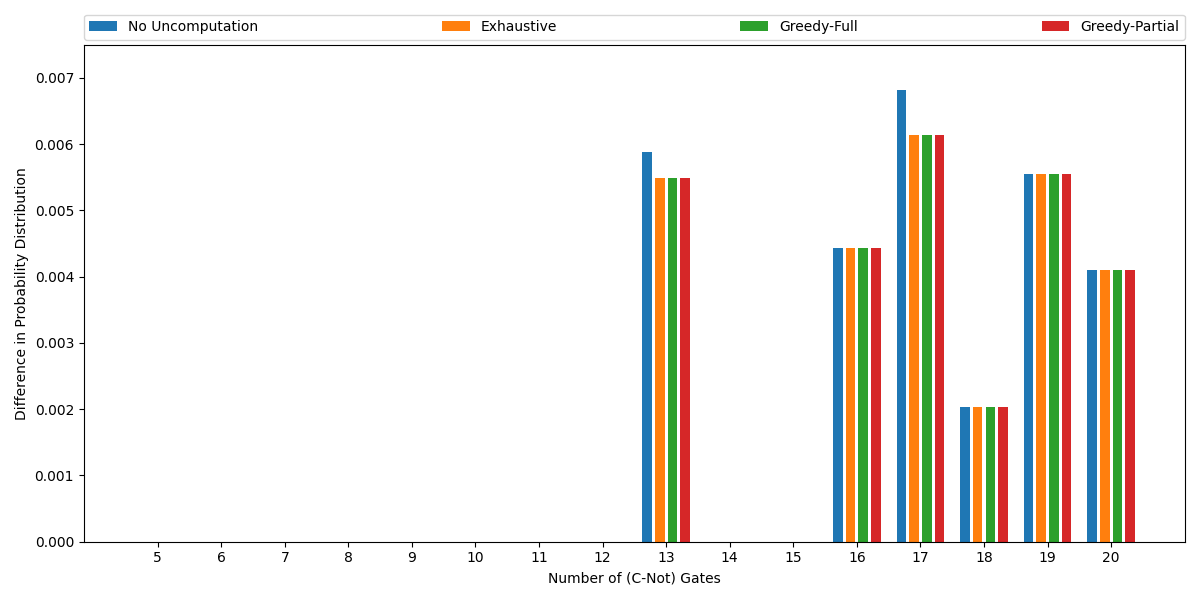 No Uncomputation Exhaustive Greedy-Full Greedy-Partial
0.007
0.006
0.005
0.004
0.003
0.002
0.001
0.000
Difference in Probability Distribution
5 6 7 8 9 10 11 12 13 14 15 16 17 18 19 20
Number of (C-Not) Gates